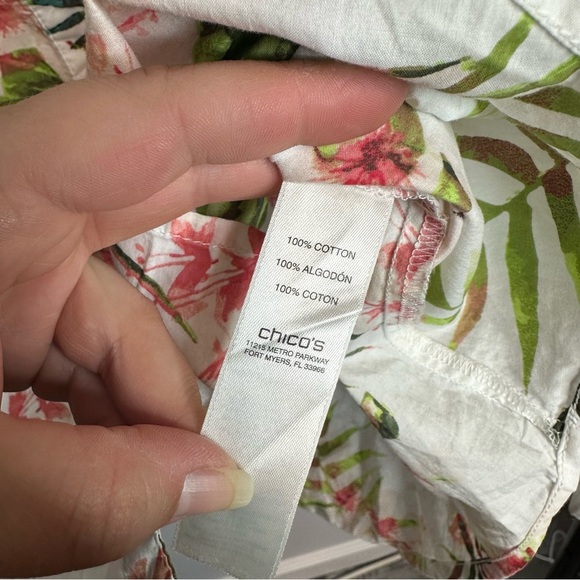 100% COTTON
100% ALGODÓN
100% COTON
chico's
11215 METRO PARKWAY
FORT MYERS, FL 33966